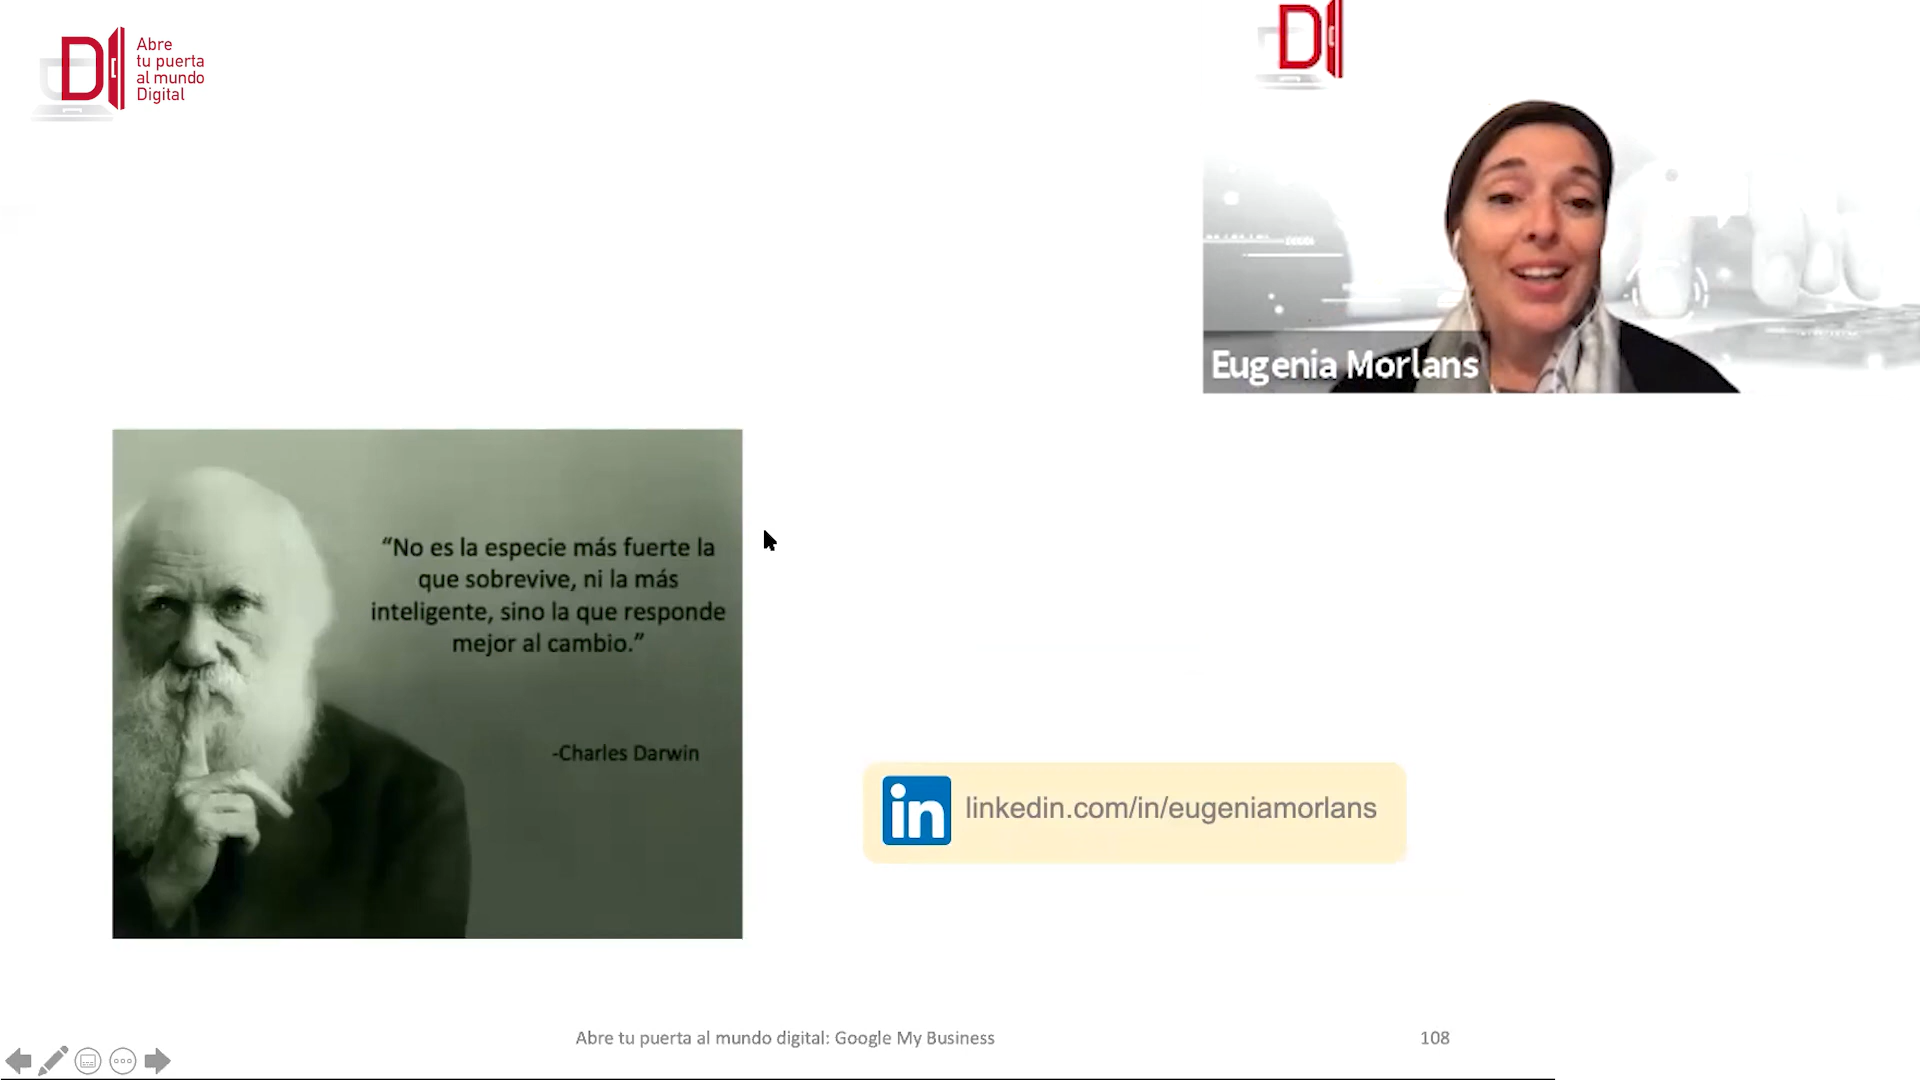 Abre
tu puerta
al mundo
Digital
Eugenia Morlans
“No es la especie más fuerte la
que sobrevive, ni la más
inteligente, sino la que responde
mejor al cambio.”
-Charles Darwin
in linkedin.com/in/eugeniamorlans
Abre tu puerta al mundo digital: Google My Business
108